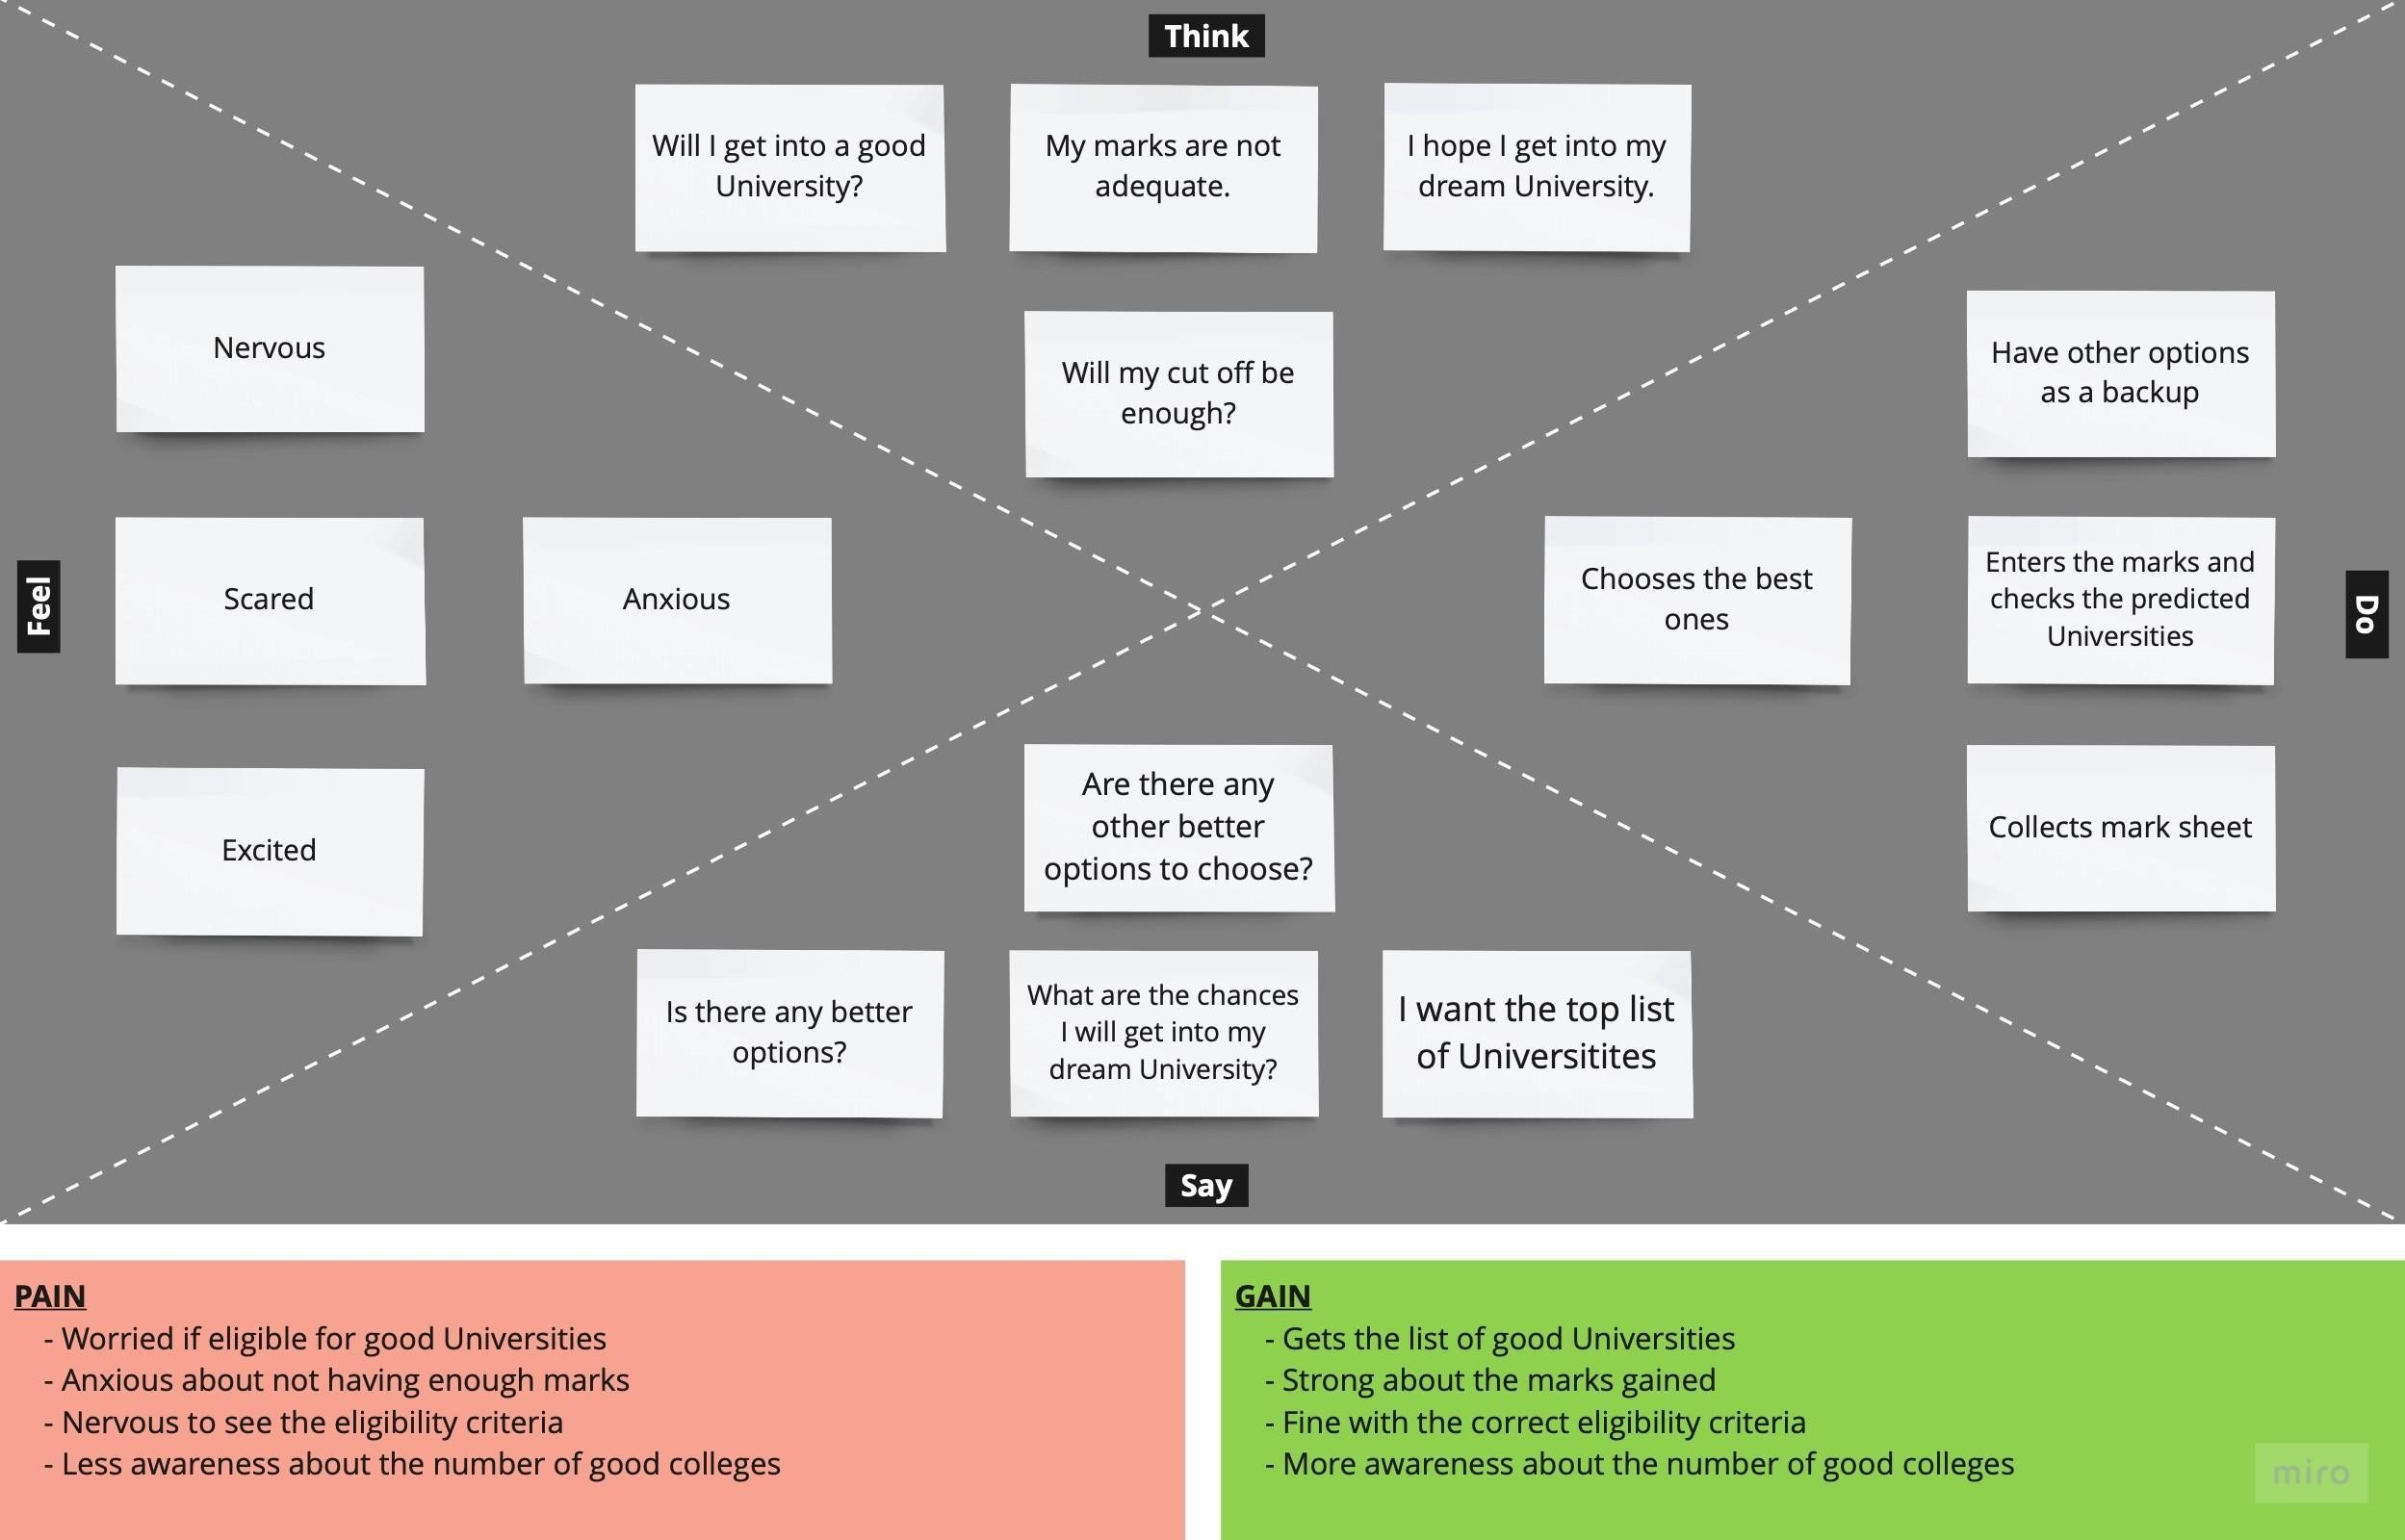 Think
Will I get into a good
University?
My marks are not
adequate.
I hope I get into my
dream University.
Will my cut off be
enough?
Feel
Nervous
Scared
Anxious
Excited
Do
Have other options
as a backup
Chooses the best
ones
Enters the marks and
checks the predicted
Universities
Collects mark sheet
Are there any
other better
options to choose?
Is there any better
options?
What are the chances
I will get into my
dream University?
I want the top list
of Universitites
Say
PAIN
- Worried if eligible for good Universities
- Anxious about not having enough marks
- Nervous to see the eligibility criteria
- Less awareness about the number of good colleges
GAIN
- Gets the list of good Universities
- Strong about the marks gained
- Fine with the correct eligibility criteria
- More awareness about the number of good colleges
miro